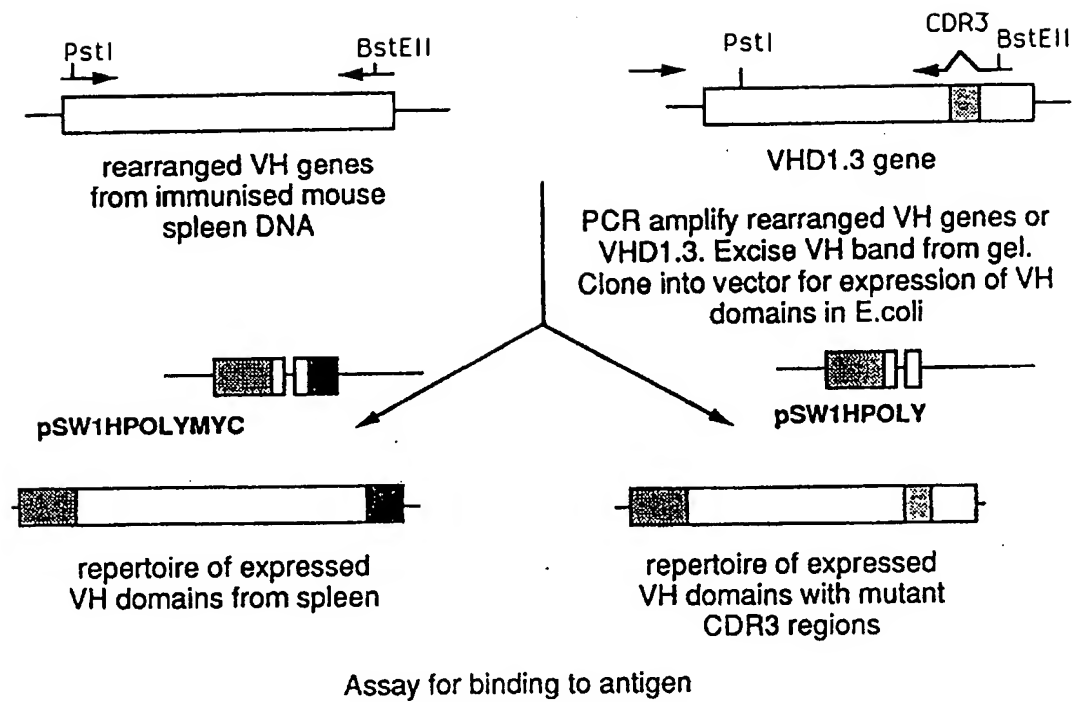 PstI
BstEII
rearranged VH genes
from immunised mouse
spleen DNA
CDR3
PstI
BstEII
VHD1.3 gene
PCR amplify rearranged VH genes or
VHD1.3. Excise VH band from gel.
Clone into vector for expression of VH
domains in E.coli
pSW1HPOLYMYC
pSW1HPOLY
repertoire of expressed
VH domains from spleen
repertoire of expressed
VH domains with mutant
CDR3 regions
Assay for binding to antigen